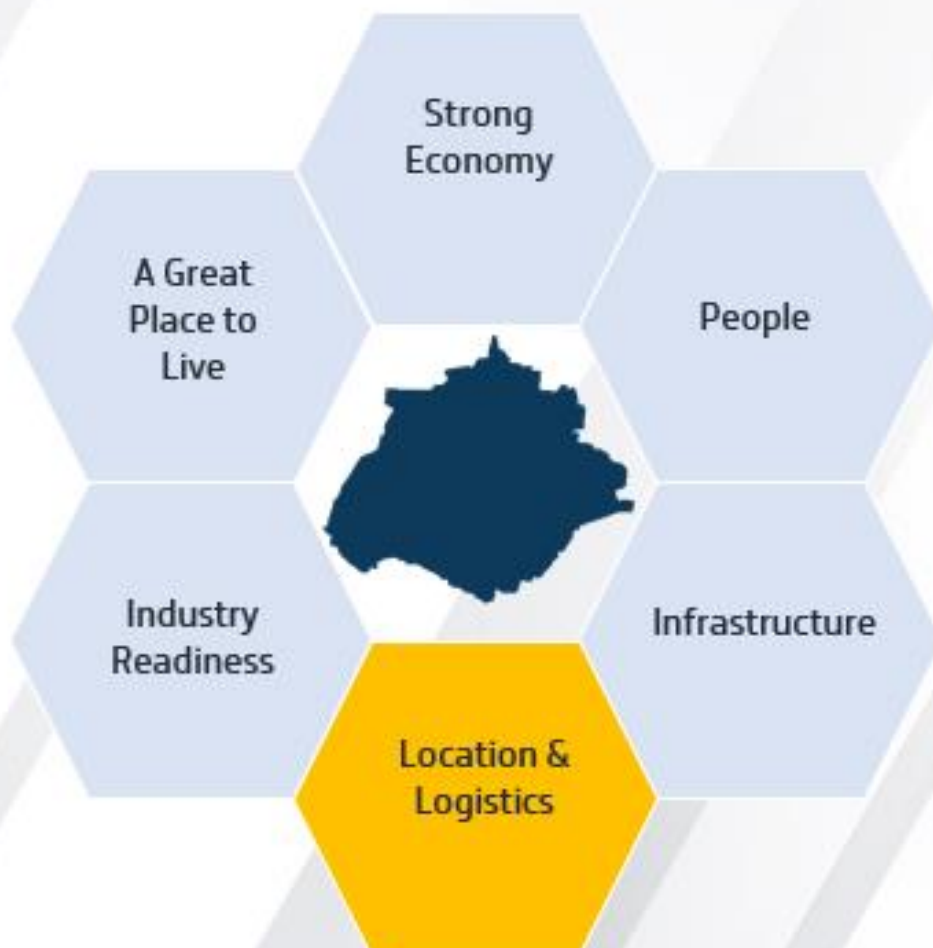 Strong
Economy
A Great
Place to
Live
People
Industry
Readiness
Infrastructure
Location &
Logistics